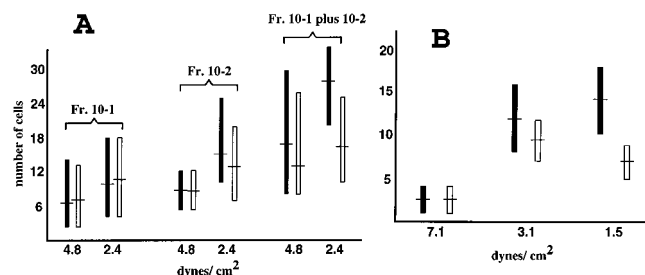 A
B
Fr. 10-1 plus 10-2
Fr. 10-2
Fr. 10-1
number of cells
30
24
18
12
6
4.8 2.4 4.8 2.4 4.8 2.4
dynes/ cm2
20
15
10
5
7.1 3.1 1.5
dynes/ cm2